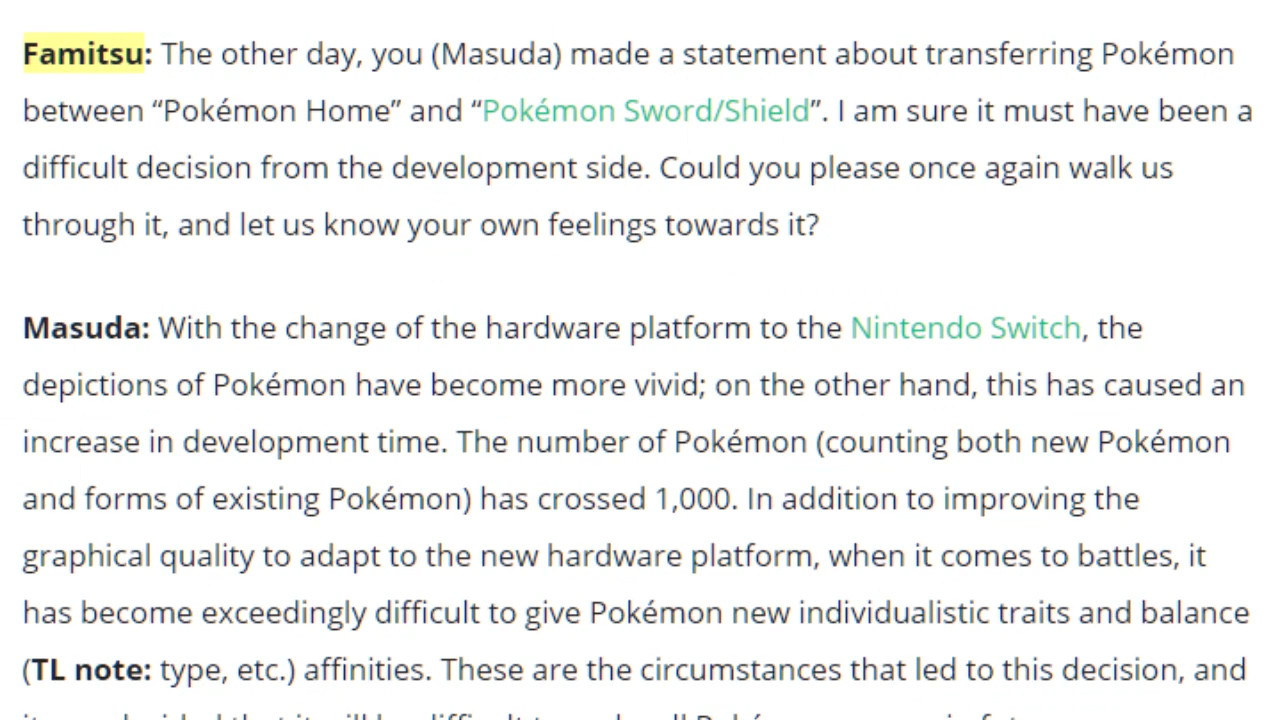 Famitsu: The other day, you (Masuda) made a statement about transferring Pokémon
between “Pokémon Home” and “Pokémon Sword/Shield”. I am sure it must have been a
difficult decision from the development side. Could you please once again walk us
through it, and let us know your own feelings towards it?
Masuda: With the change of the hardware platform to the Nintendo Switch, the
depictions of Pokémon have become more vivid; on the other hand, this has caused an
increase in development time. The number of Pokémon (counting both new Pokémon
and forms of existing Pokémon) has crossed 1,000. In addition to improving the
graphical quality to adapt to the new hardware platform, when it comes to battles, it
has become exceedingly difficult to give Pokémon new individualistic traits and balance
(TL note: type, etc.) affinities. These are the circumstances that led to this decision, and